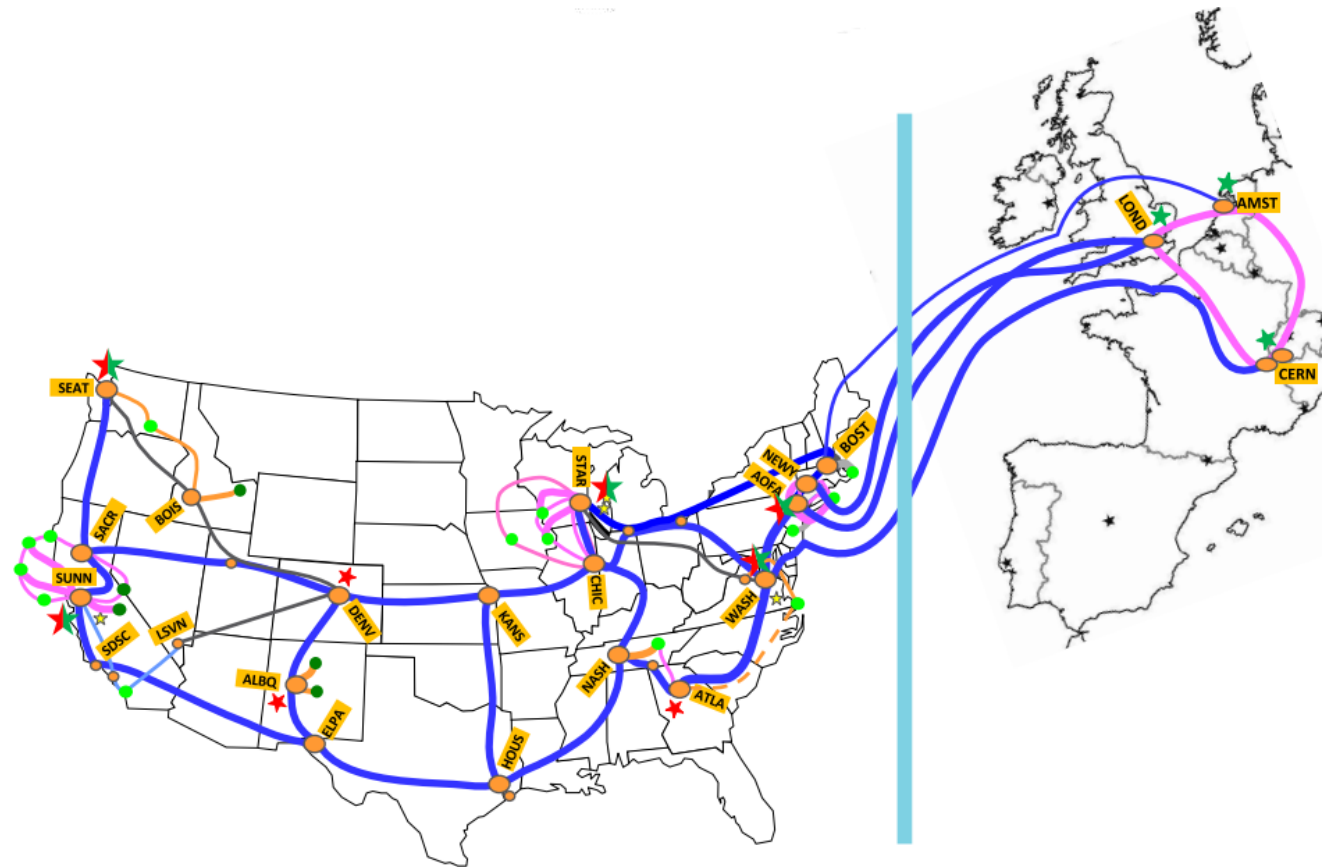 AMST
LOND
CERN
SEAT
BOST
NEWY
STAR
AOFA
BOIS
SACR
SUNN
CHIC
WASH
DENV
KANS
LSVN
SDSC
NASH
ALBQ
ATLA
ELPA
HOUS